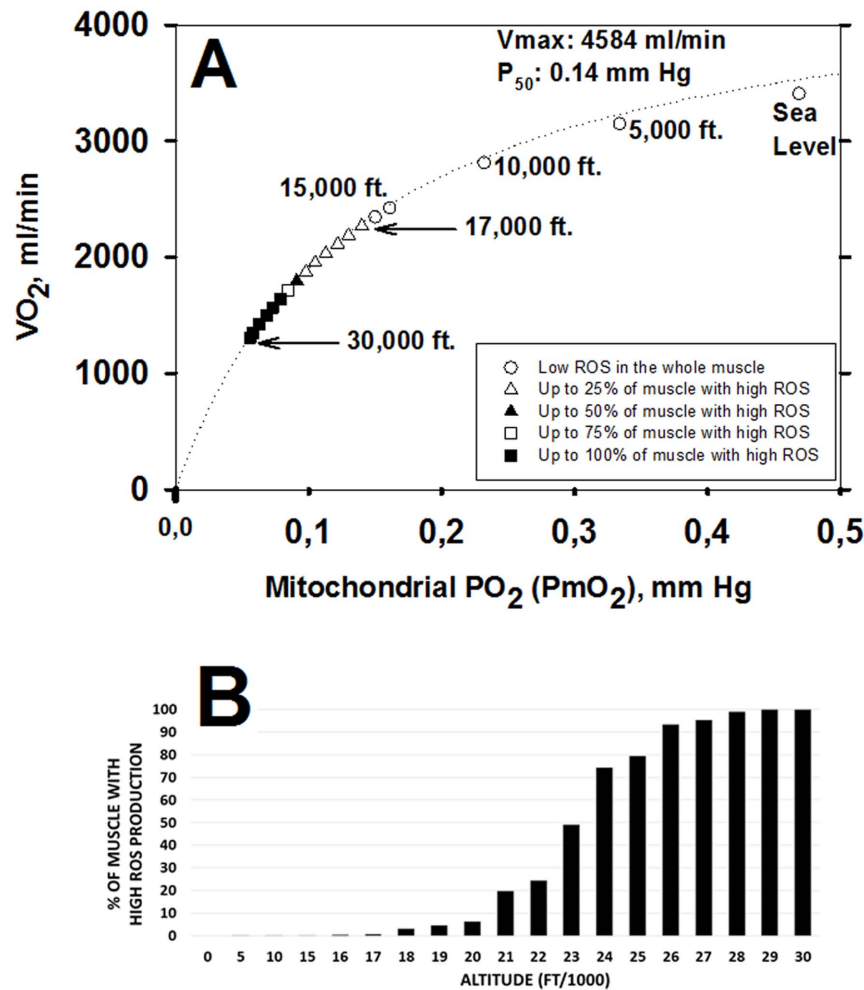 A
Vmax: 4584 ml/min
P50: 0.14 mm Hg
4000
3000
2000
1000
0
VO2, ml/min
Sea
Level
5,000 ft.
10,000 ft.
15,000 ft.
17,000 ft.
30,000 ft.
Low ROS in the whole muscle
Up to 25% of muscle with high ROS
Up to 50% of muscle with high ROS
Up to 75% of muscle with high ROS
Up to 100% of muscle with high ROS
0,0 0,1 0,2 0,3 0,4 0,5
Mitochondrial PO2 (PmO2), mm Hg
B
% OF MUSCLE WITH
HIGH ROS PRODUCTION
100
90
80
70
60
50
40
30
20
10
0
0 5 10 15 16 17 18 19 20 21 22 23 24 25 26 27 28 29 30
ALTITUDE (FT/1000)